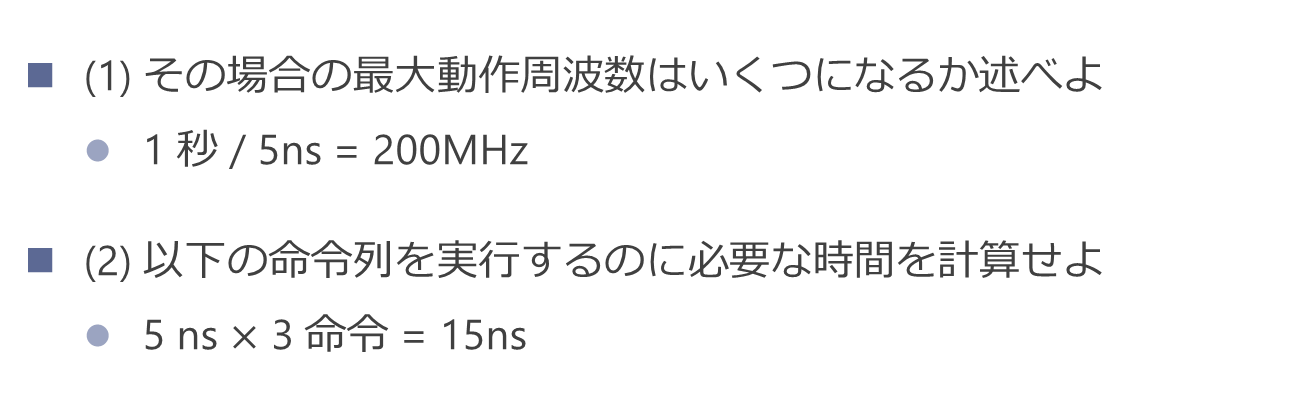 (1) その場合の最大動作周波数はいくつになるか述べよ
1 秒 / 5ns = 200MHz
(2) 以下の命令列を実行するのに必要な時間を計算せよ
5 ns × 3 命令 = 15ns